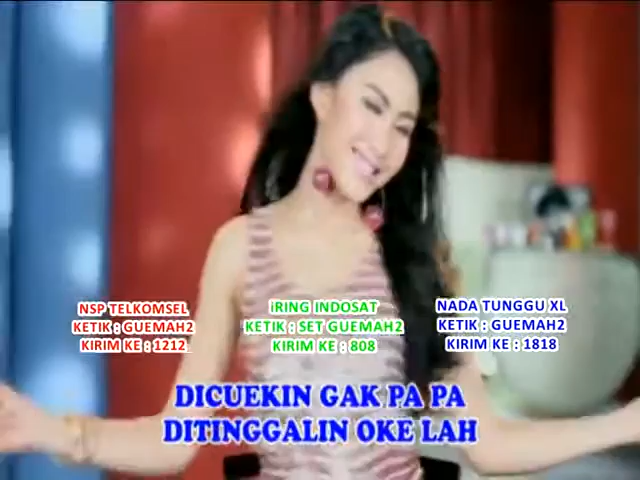 NSP TELKOMSEL
KETIK : GUEMAH2
KIRIM KE : 1212
iRING INDOSAT
KETIK : SET GUEMAH2
KIRIM KE : 808
NADA TUNGGU XL
KETIK : GUEMAH2
KIRIM KE : 1818
DICUEKIN GAK PA PA
DITINGGALIN OKE LAH